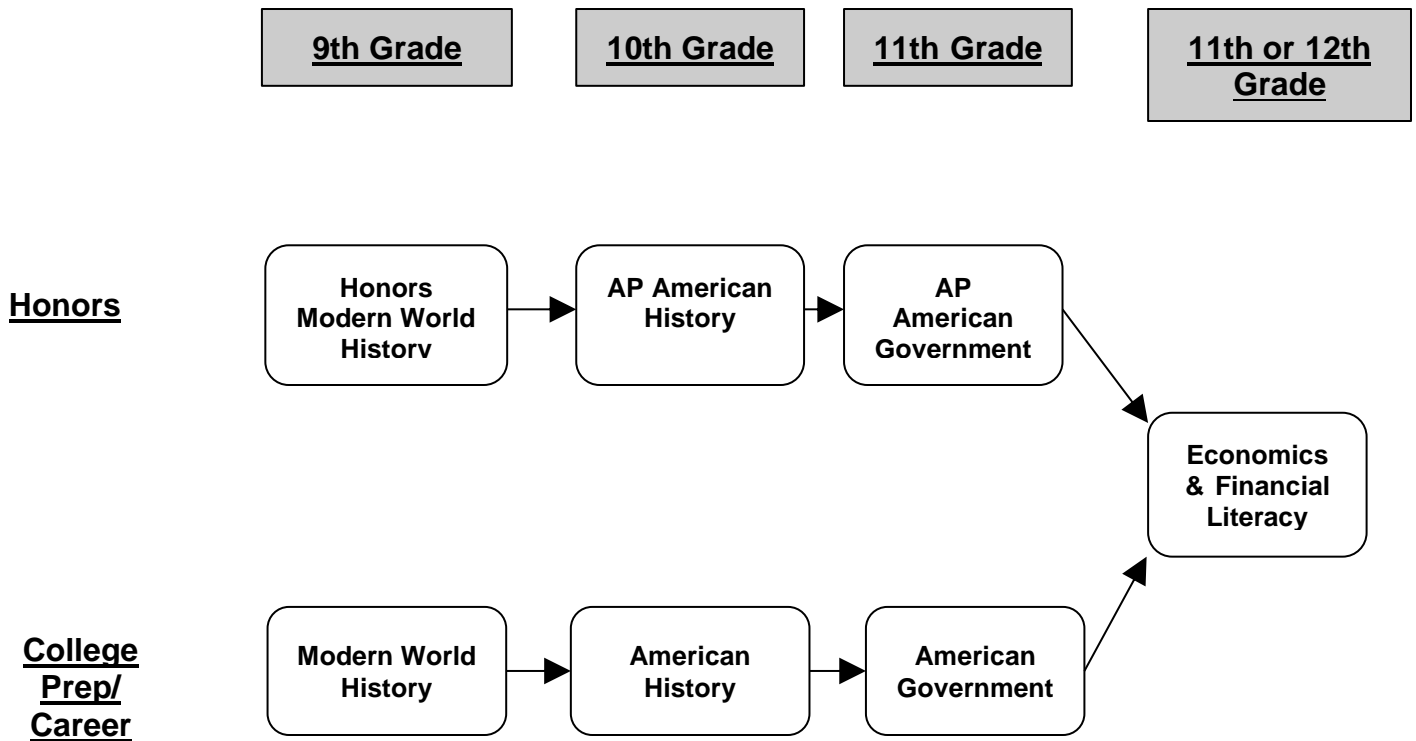 9th Grade
10th Grade
11th Grade
11th or 12th
Grade
Honors
Honors
Modern World
History
AP American
History
AP
American
Government
Economics
& Financial
Literacy
College
Prep/
Career
Modern World
History
American
History
American
Government